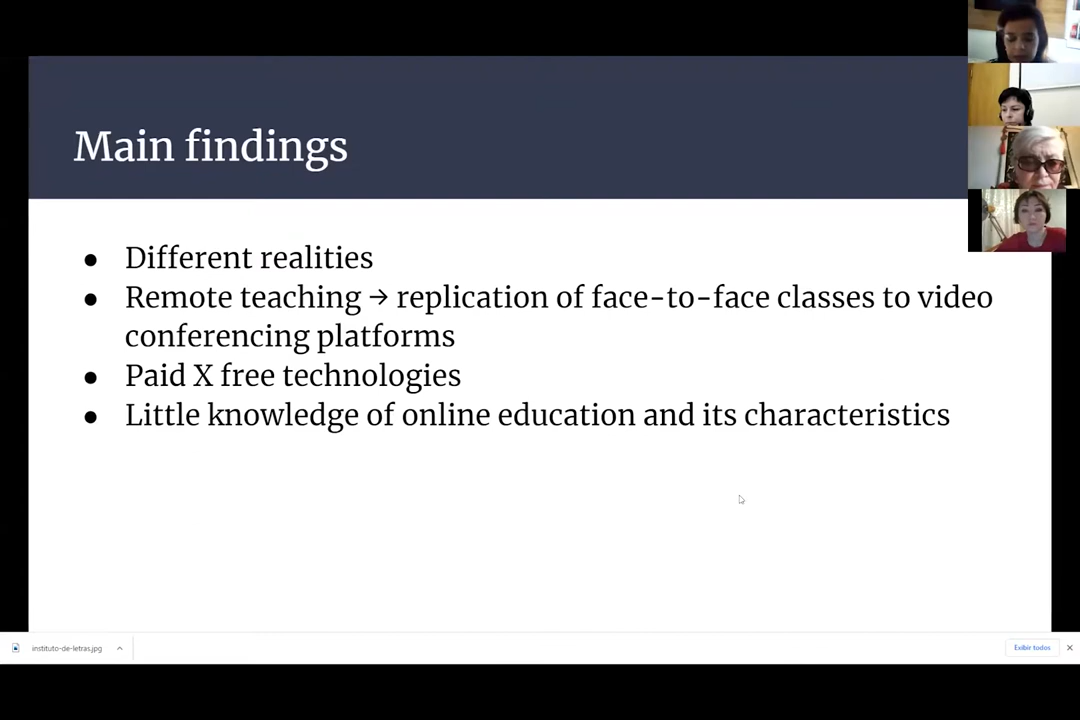 Main findings
● Different realities
● Remote teaching → replication of face-to-face classes to video
conferencing platforms
● Paid X free technologies
● Little knowledge of online education and its characteristics
instituto-de-letras.jpg
Exibir todos